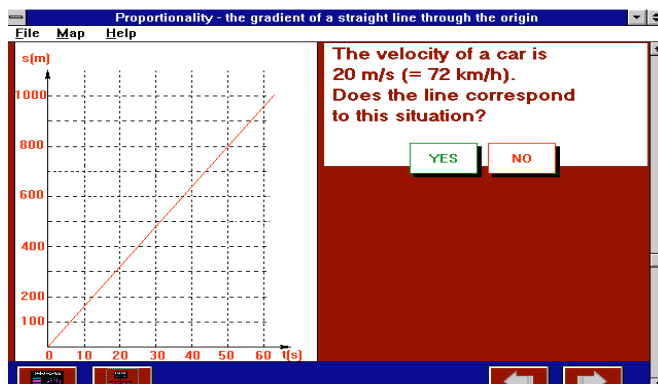 Proportionality - the gradient of a straight line through the origin
File Map Help
s(m)
1000
800
600
400
200
100
0 10 20 30 40 50 60 t(s)
The velocity of a car is
20 m/s (= 72 km/h).
Does the line correspond
to this situation?
YES NO